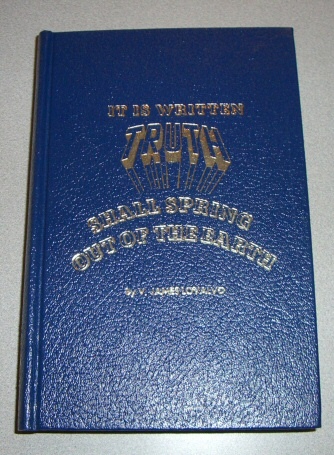 IT IS WRITTEN
TRUTH
SHALL SPRING
OUT OF THE EARTH
by V. JAMES LOVALVO